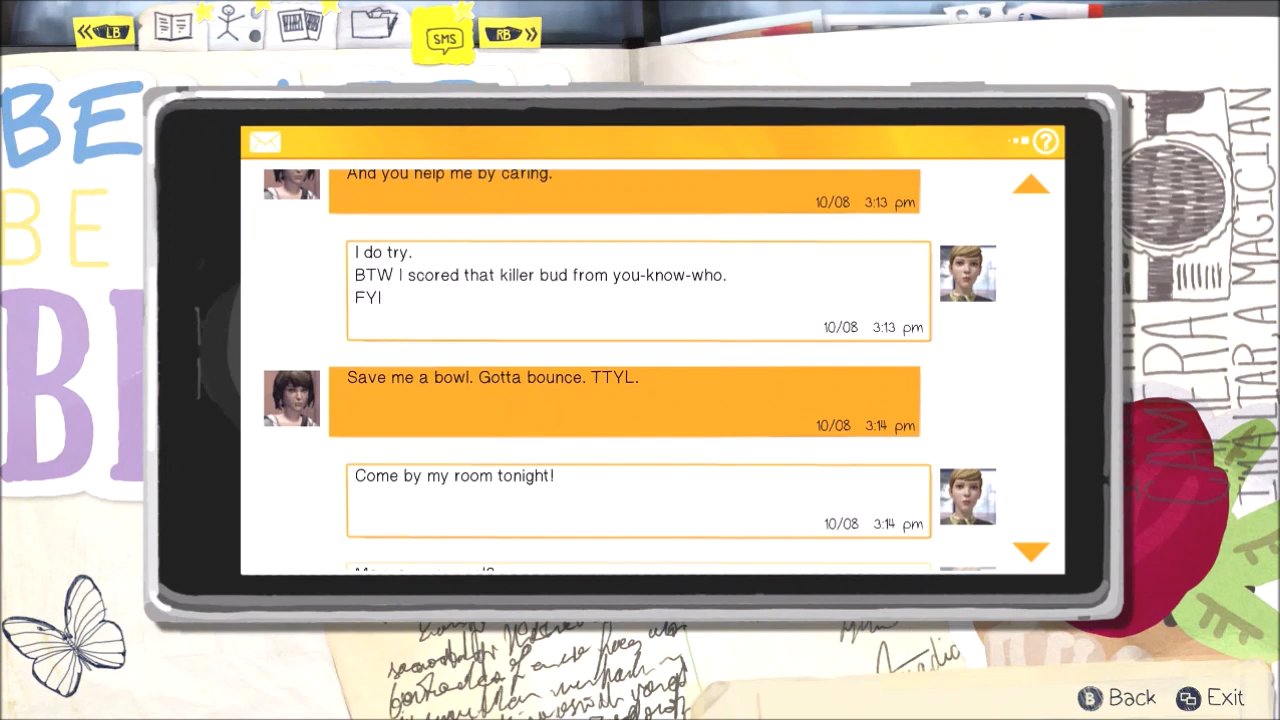 LB
SMS
RB
BE
BE
And you help me by caring.
10/08 3:13 pm
I do try.
BTW I scored that killer bud from you-know-who.
FYI
10/08 3:13 pm
Save me a bowl. Gotta bounce. TTYL.
10/08 3:14 pm
Come by my room tonight!
10/08 3:14 pm
CAMERA
MAGICIAN
B Back
Exit